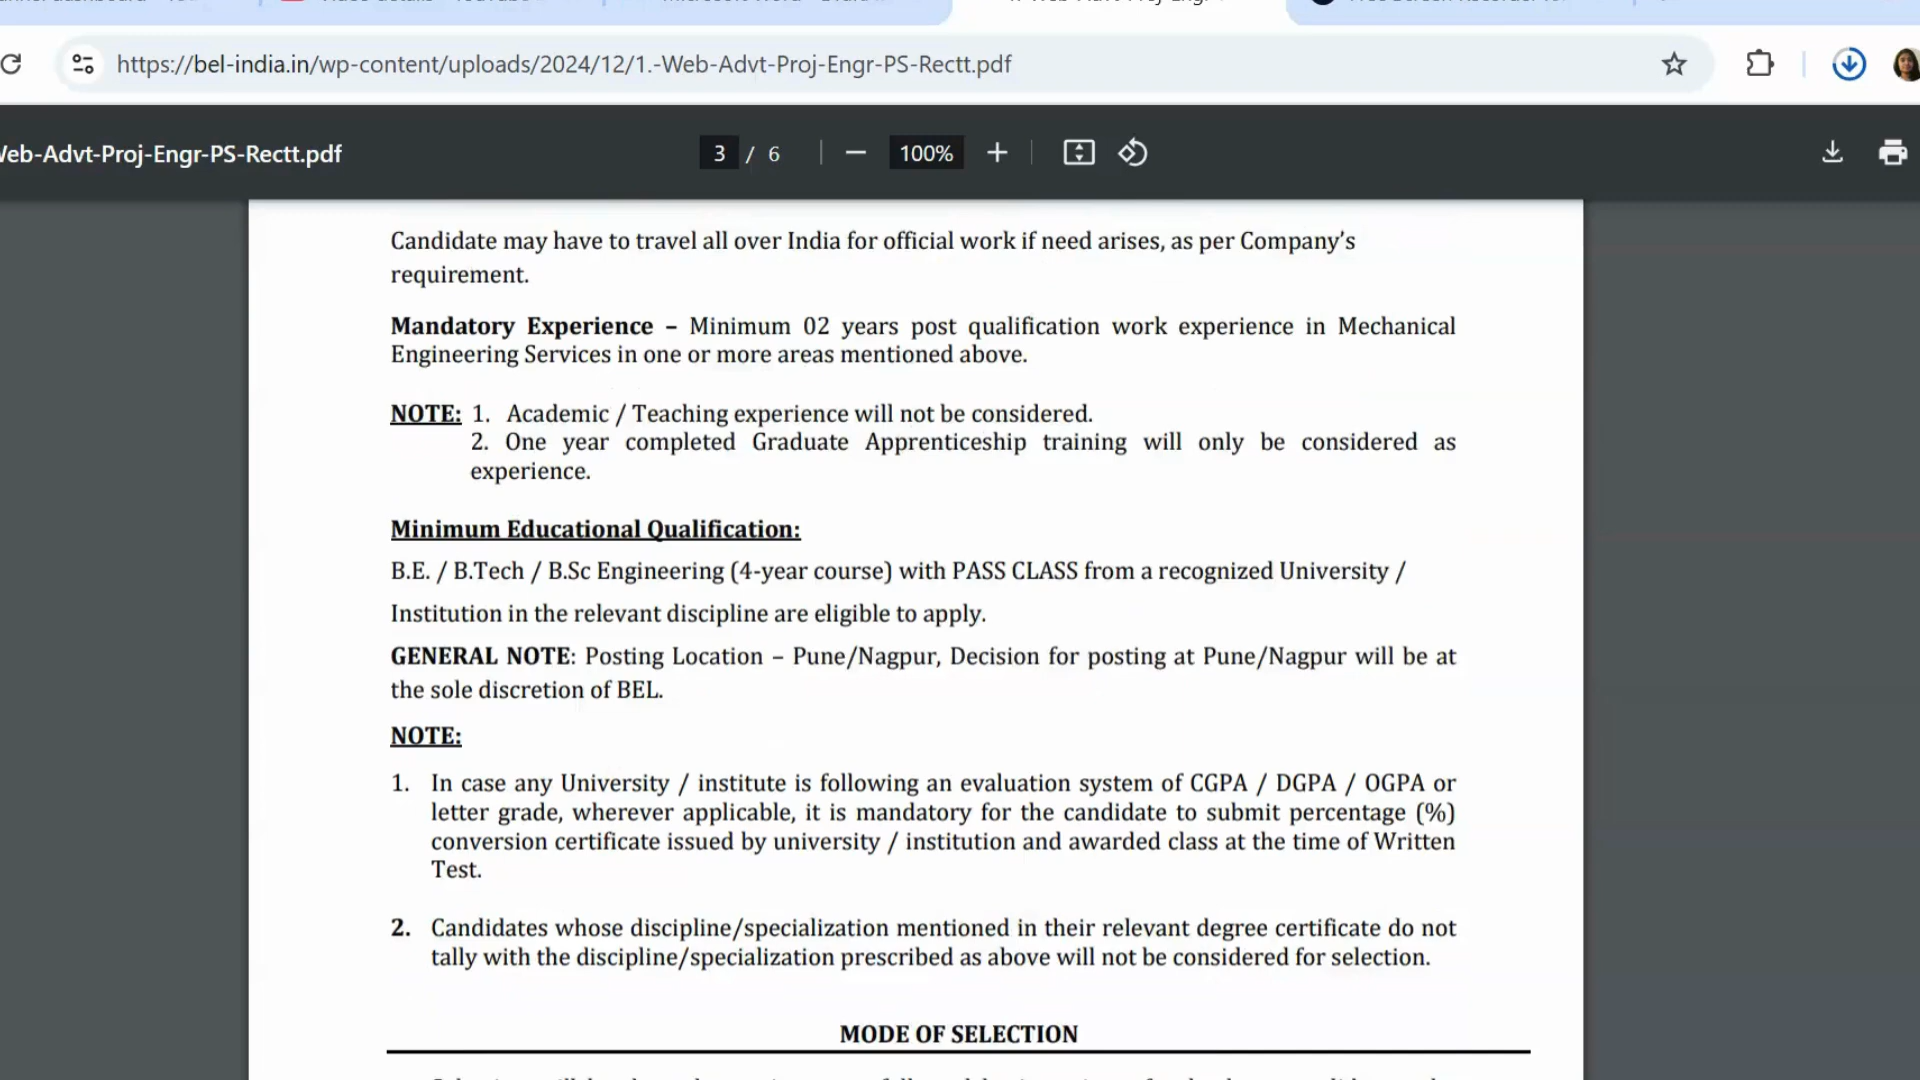 https://bel-india.in/wp-content/uploads/2024/12/1.-Web-Advt-Proj-Engr-PS-Rectt.pdf
Web-Advt-Proj-Engr-PS-Rectt.pdf
3 / 6
100%
Candidate may have to travel all over India for official work if need arises, as per Company's
requirement.
Mandatory Experience – Minimum 02 years post qualification work experience in Mechanical
Engineering Services in one or more areas mentioned above.
NOTE: 1. Academic / Teaching experience will not be considered.
2. One year completed Graduate Apprenticeship training will only be considered as
experience.
Minimum Educational Qualification:
B.E. / B.Tech / B.Sc Engineering (4-year course) with PASS CLASS from a recognized University /
Institution in the relevant discipline are eligible to apply.
GENERAL NOTE: Posting Location – Pune/Nagpur, Decision for posting at Pune/Nagpur will be at
the sole discretion of BEL.
NOTE:
1. In case any University / institute is following an evaluation system of CGPA / DGPA / OGPA or
letter grade, wherever applicable, it is mandatory for the candidate to submit percentage (%)
conversion certificate issued by university / institution and awarded class at the time of Written
Test.
2. Candidates whose discipline/specialization mentioned in their relevant degree certificate do not
tally with the discipline/specialization prescribed as above will not be considered for selection.
MODE OF SELECTION